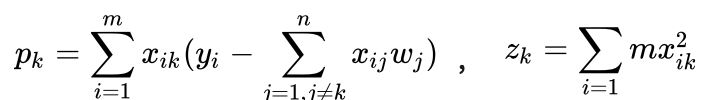 $p_k = \sum_{i=1}^{m} x_{ik}(y_i - \sum_{j=1, j \neq k}^{n} x_{ij} w_j)$ , $z_k = \sum_{i=1} m x_{ik}^2$